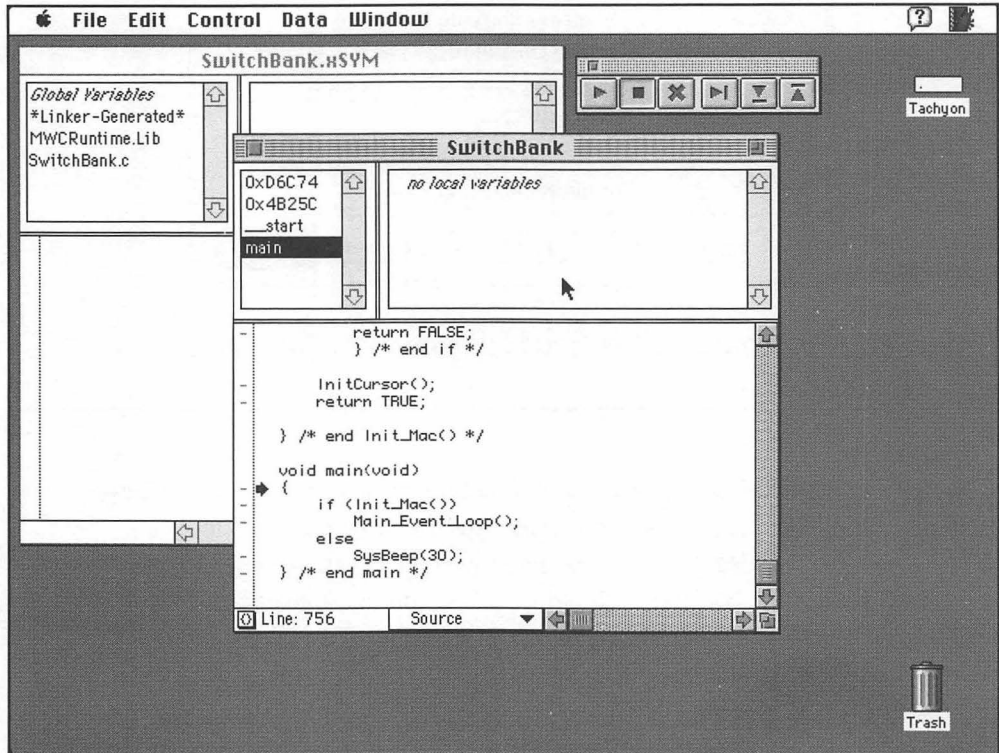 File Edit Control Data Window
SwitchBank.xSYM
Global Variables
*Linker-Generated*
MWCRuntime.Lib
SwitchBank.c
Tachyon
SwitchBank
0xD6C74
0x4B25C
__start
main
no local variables
return FALSE;
} /* end if */
InitCursor();
return TRUE;
} /* end Init_Mac() */
void main(void)
{
if (Init_Mac())
Main_Event_Loop();
else
SysBeep(30);
} /* end main */
Line: 756
Source
Trash